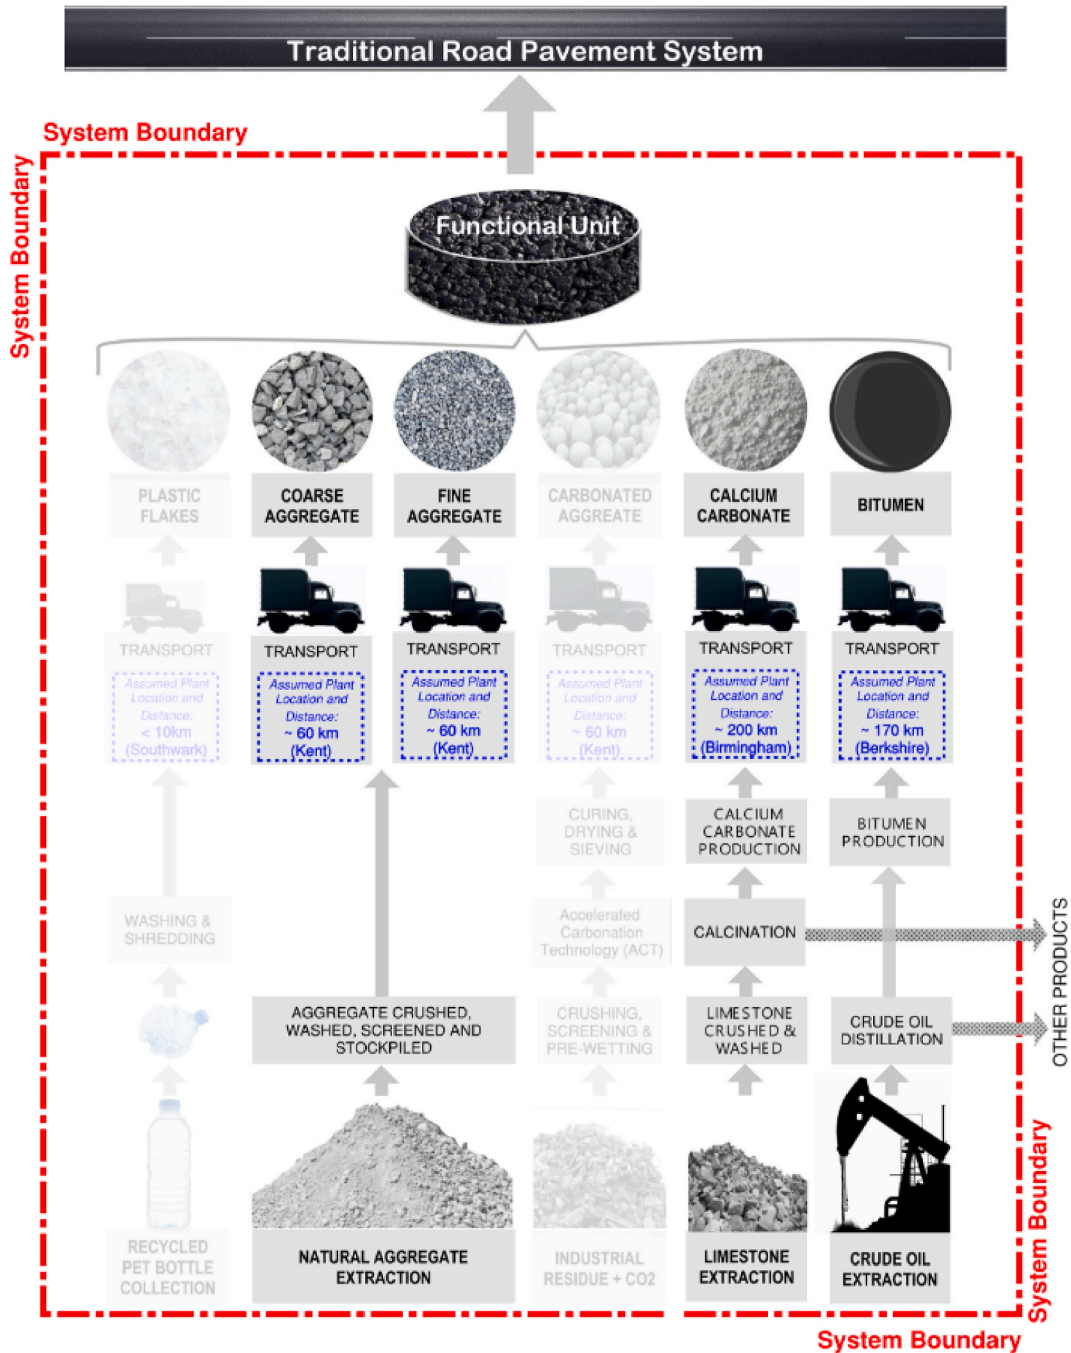 Traditional Road Pavement System
System Boundary
System Boundary
Functional Unit
PLASTIC
FLAKES
COARSE
AGGREGATE
FINE
AGGREGATE
CARBONATED
AGGREATE
CALCIUM
CARBONATE
BITUMEN
TRANSPORT
Assumed Plant
Location and
Distance:
< 10km
(Southwark)
TRANSPORT
Assumed Plant
Location and
Distance:
~ 60 km
(Kent)
TRANSPORT
Assumed Plant
Location and
Distance:
~ 60 km
(Kent)
TRANSPORT
Assumed Plant
Location and
Distance:
~ 60 km
(Kent)
TRANSPORT
Assumed Plant
Location and
Distance:
~ 200 km
(Birmingham)
TRANSPORT
Assumed Plant
Location and
Distance:
~ 170 km
(Berkshire)
CURING,
DRYING &
SIEVING
CALCIUM
CARBONATE
PRODUCTION
BITUMEN
PRODUCTION
WASHING &
SHREDDING
Accelerated
Carbonation
Technology (ACT)
CALCINATION
OTHER PRODUCTS
AGGREGATE CRUSHED,
WASHED, SCREENED AND
STOCKPILED
CRUSHING,
SCREENING &
PRE-WETTING
LIMESTONE
CRUSHED &
WASHED
CRUDE OIL
DISTILLATION
RECYCLED
PET BOTTLE
COLLECTION
NATURAL AGGREGATE
EXTRACTION
INDUSTRIAL
RESIDUE + CO2
LIMESTONE
EXTRACTION
CRUDE OIL
EXTRACTION
System Boundary
System Boundary